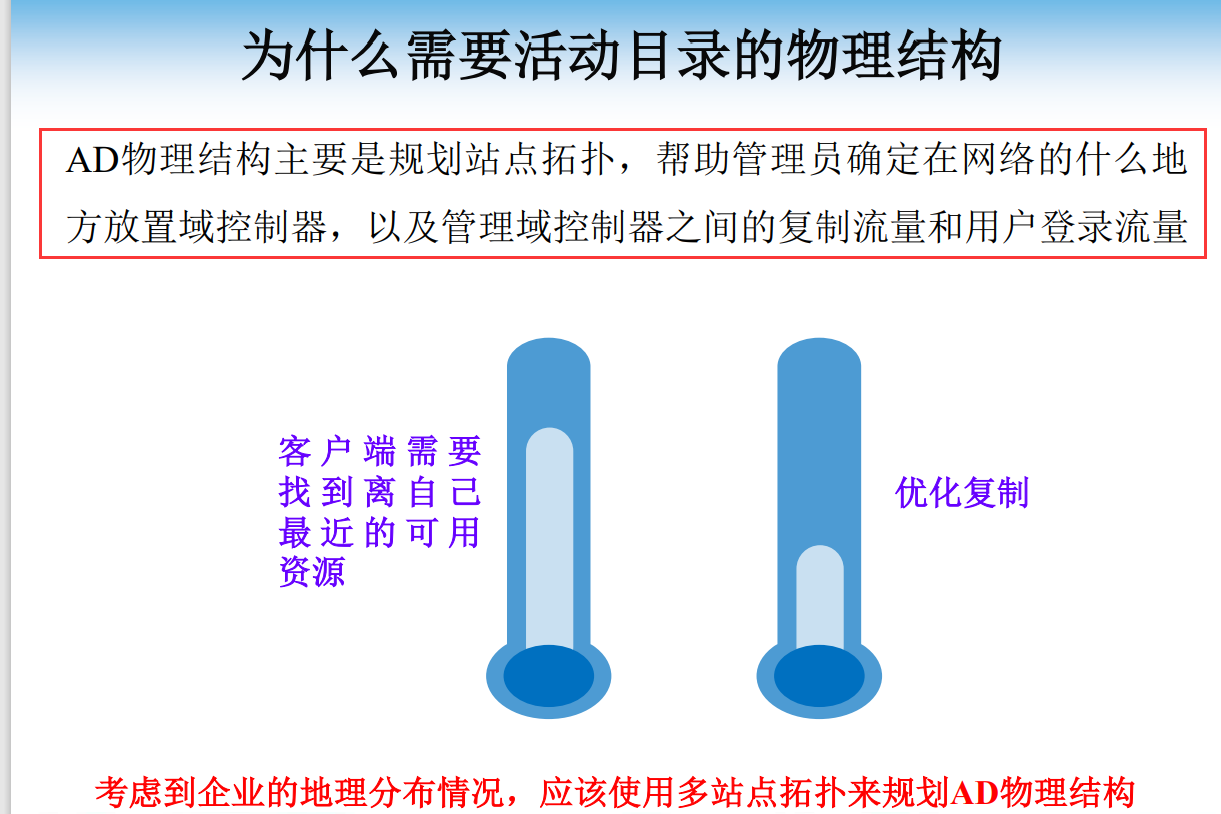 为什么需要活动目录的物理结构
AD物理结构主要是规划站点拓扑，帮助管理员确定在网络的什么地
方放置域控制器，以及管理域控制器之间的复制流量和用户登录流量
客户端需要
找到离自己
最近的可用
资源
优化复制
考虑到企业的地理分布情况，应该使用多站点拓扑来规划AD物理结构